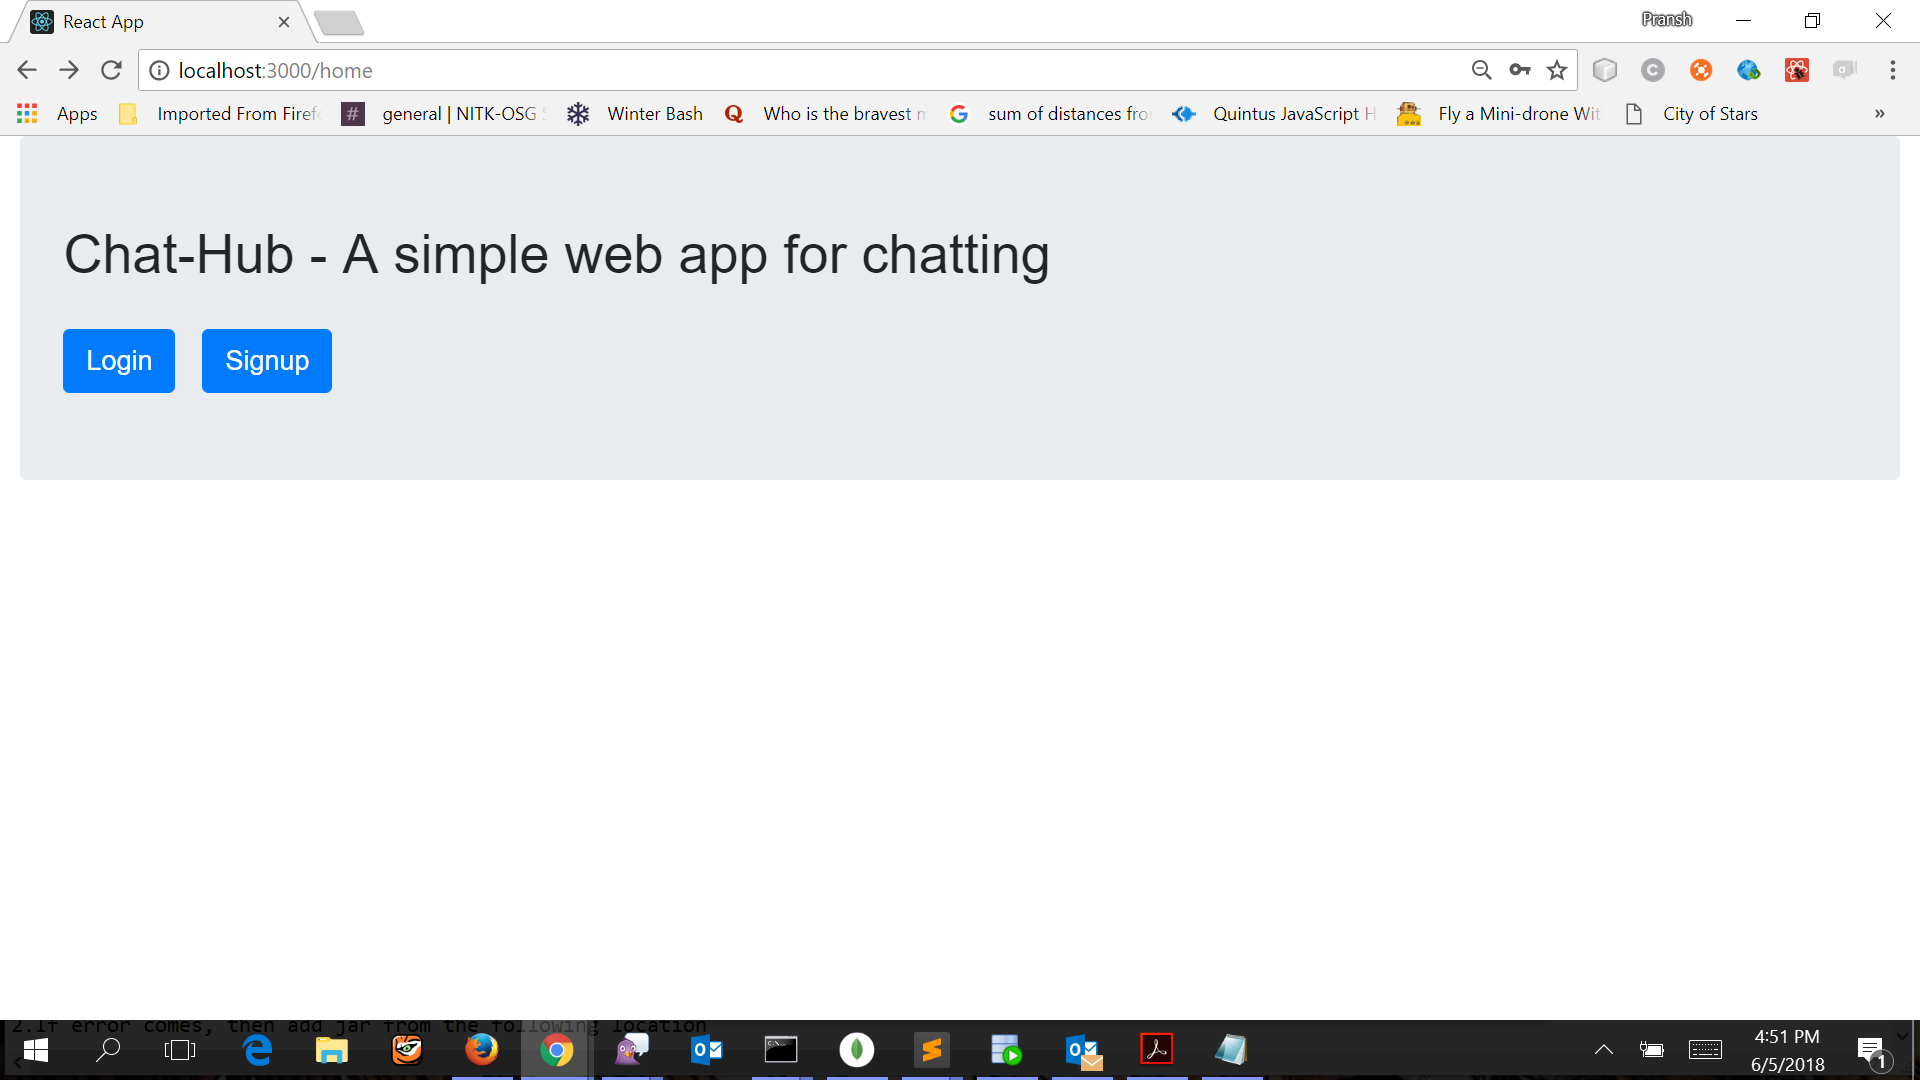 React App
Pransh
localhost:3000/home
Apps
Imported From Firef
general | NITK-OSG S
Winter Bash
Who is the bravest m
sum of distances fro
Quintus JavaScript H
Fly a Mini-drone Wit
City of Stars
»
Chat-Hub - A simple web app for chatting
Login Signup
2.If error comes, then add jar from the following location
4:51 PM
6/5/2018
1